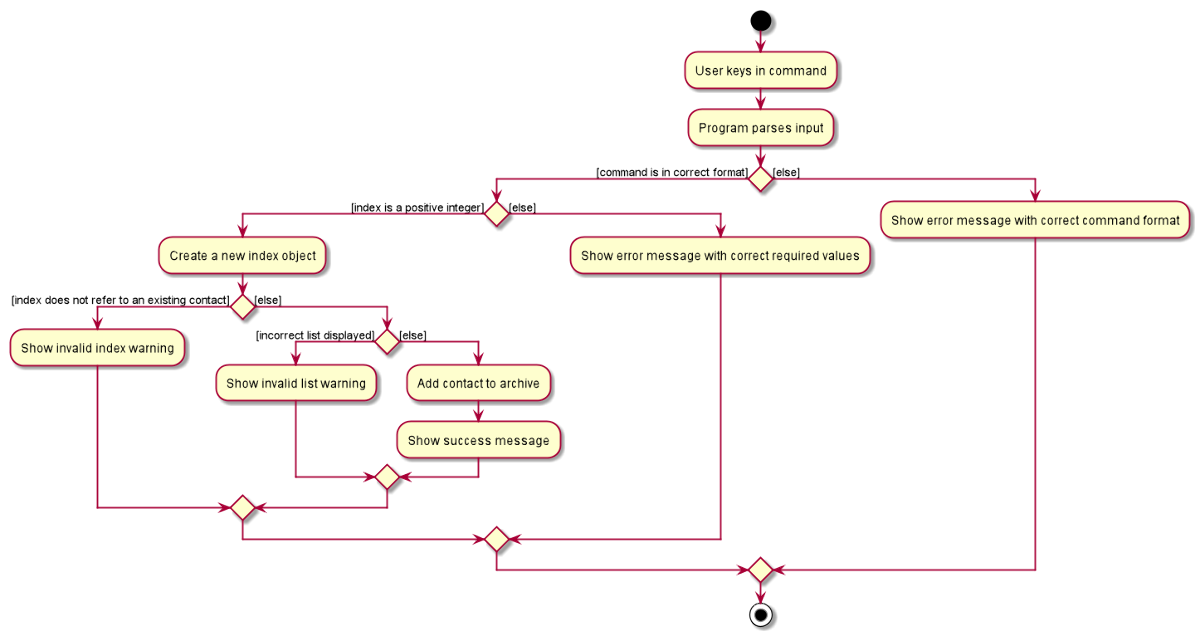 User keys in command
Program parses input
[command is in correct format]
[else]
[index is a positive integer]
[else]
Show error message with correct command format
Create a new index object
Show error message with correct required values
[index does not refer to an existing contact]
[else]
[incorrect list displayed]
[else]
Show invalid index warning
Show invalid list warning
Add contact to archive
Show success message